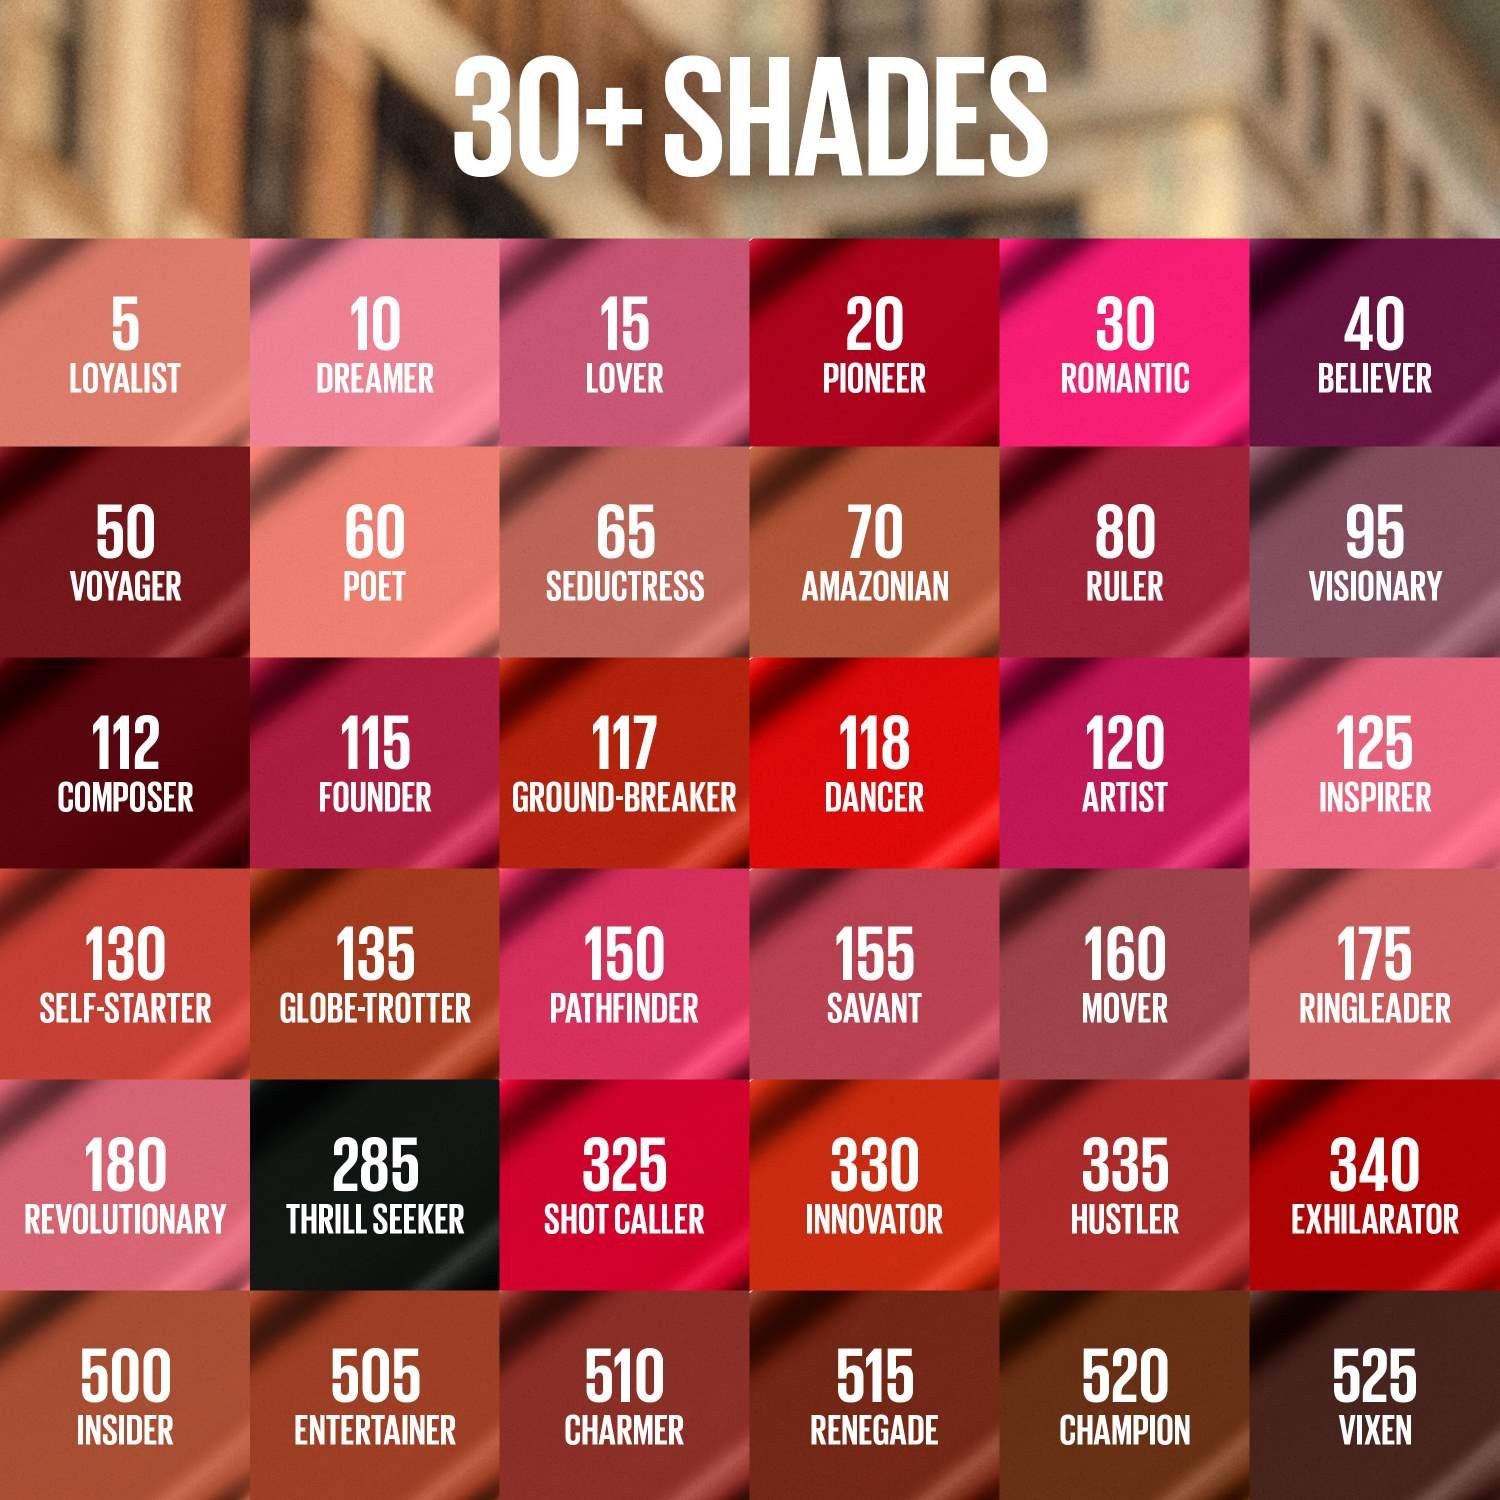 30+ SHADES
5
LOYALIST
10
DREAMER
15
LOVER
20
PIONEER
30
ROMANTIC
40
BELIEVER
50
VOYAGER
60
POET
65
SEDUCTRESS
70
AMAZONIAN
80
RULER
95
VISIONARY
112
COMPOSER
115
FOUNDER
117
GROUND-BREAKER
118
DANCER
120
ARTIST
125
INSPIRER
130
SELF-STARTER
135
GLOBE-TROTTER
150
PATHFINDER
155
SAVANT
160
MOVER
175
RINGLEADER
180
REVOLUTIONARY
285
THRILL SEEKER
325
SHOT CALLER
330
INNOVATOR
335
HUSTLER
340
EXHILARATOR
500
INSIDER
505
ENTERTAINER
510
CHARMER
515
RENEGADE
520
CHAMPION
525
VIXEN